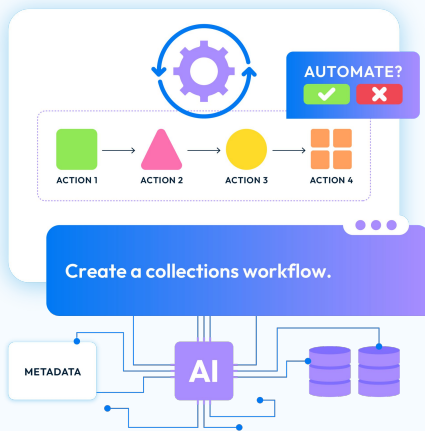 AUTOMATE?
ACTION 1
ACTION 2
ACTION 3
ACTION 4
Create a collections workflow.
METADATA
AI